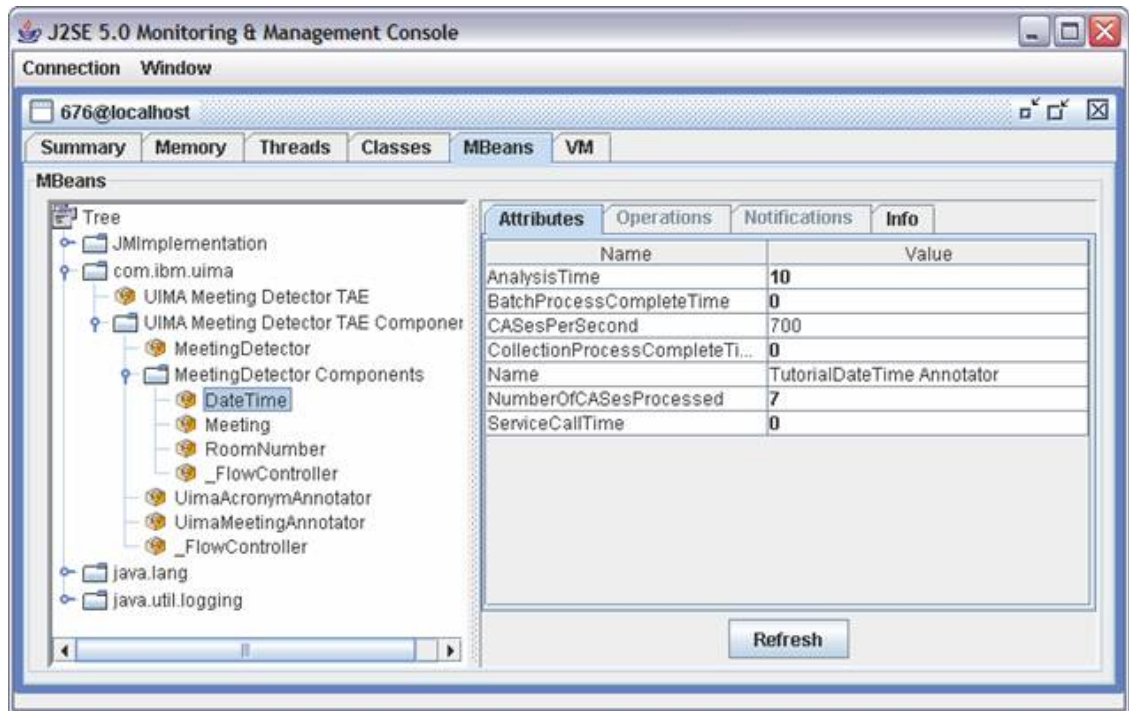 J2SE 5.0 Monitoring & Management Console
Connection Window
676@localhost
Summary Memory Threads Classes MBeans VM
MBeans
Tree
JMImplementation
com.ibm.uima
UIMA Meeting Detector TAE
UIMA Meeting Detector TAE Componer
MeetingDetector
MeetingDetector Components
DateTime
Meeting
RoomNumber
_FlowController
UimaAcronymAnnotator
UimaMeetingAnnotator
_FlowController
java.lang
java.util.logging
Attributes Operations Notifications Info
Name Value
AnalysisTime 10
BatchProcessCompleteTime 0
CASesPerSecond 700
CollectionProcessCompleteTi... 0
Name TutorialDateTime Annotator
NumberOfCASesProcessed 7
ServiceCallTime 0
Refresh